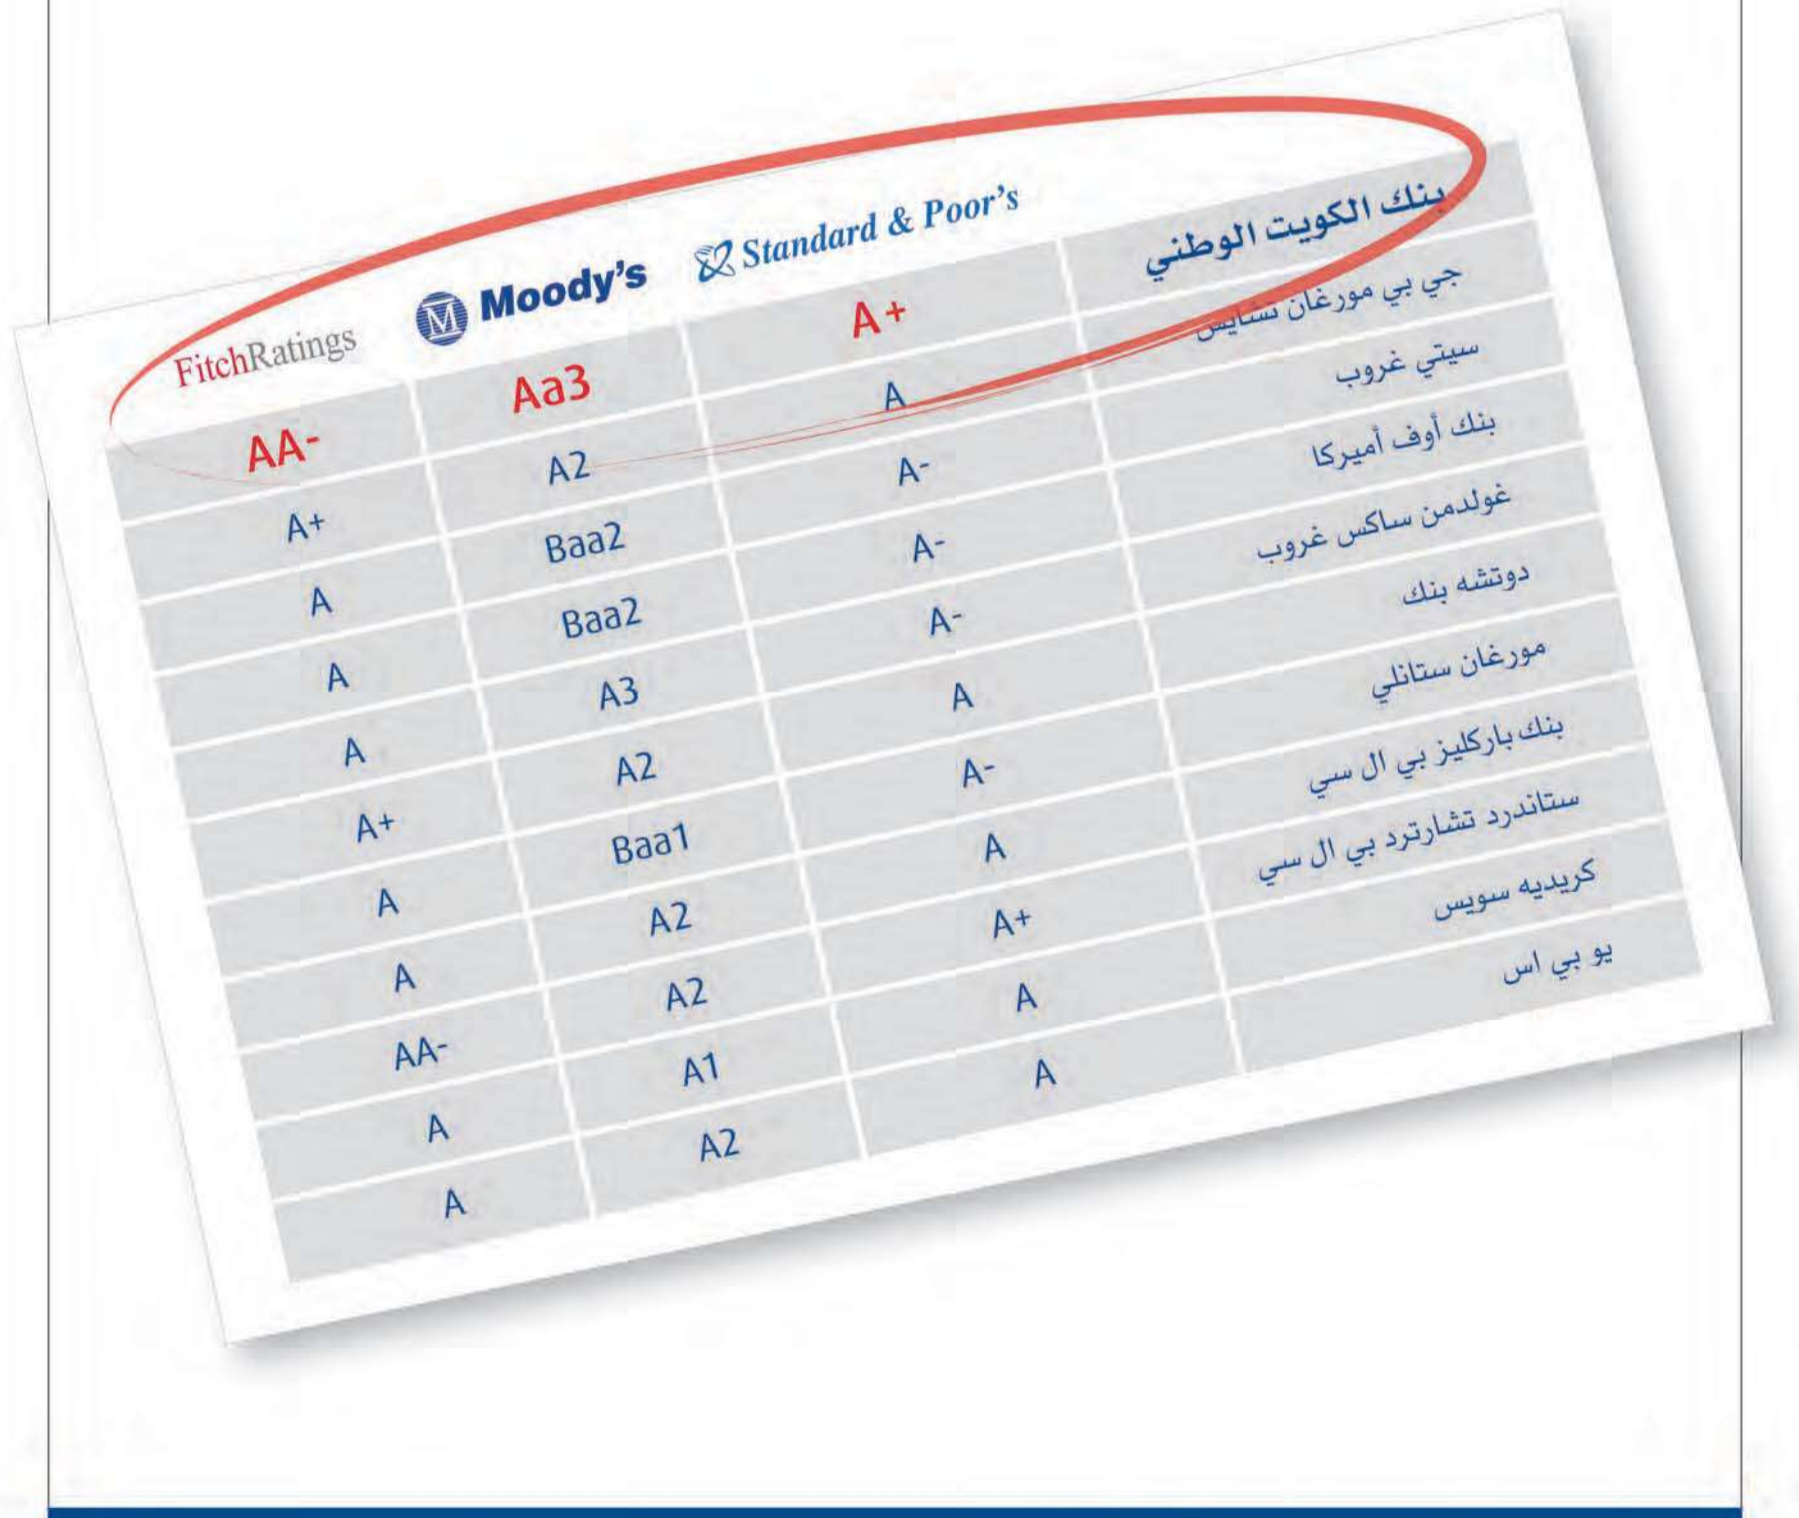 Standard & Poor's Moody's FitchRatings
بنك الكويت الوطني A+ Aa3 AA-
جي بي مورغان تشايس A A2 A+
سيتي غروب A- Baa2 A
بنك أوف أميركا A- Baa2 A
غولدمن ساكس غروب A- A3 A
دوتشه بنك A A2 A+
مورغان ستانلي A- Baa1 A
بنك باركليز بي ال سي A A2 A
ستاندرد تشارترد بي ال سي A+ A2 AA-
كريديه سويس A A1 A
يو بي اس A A2 A